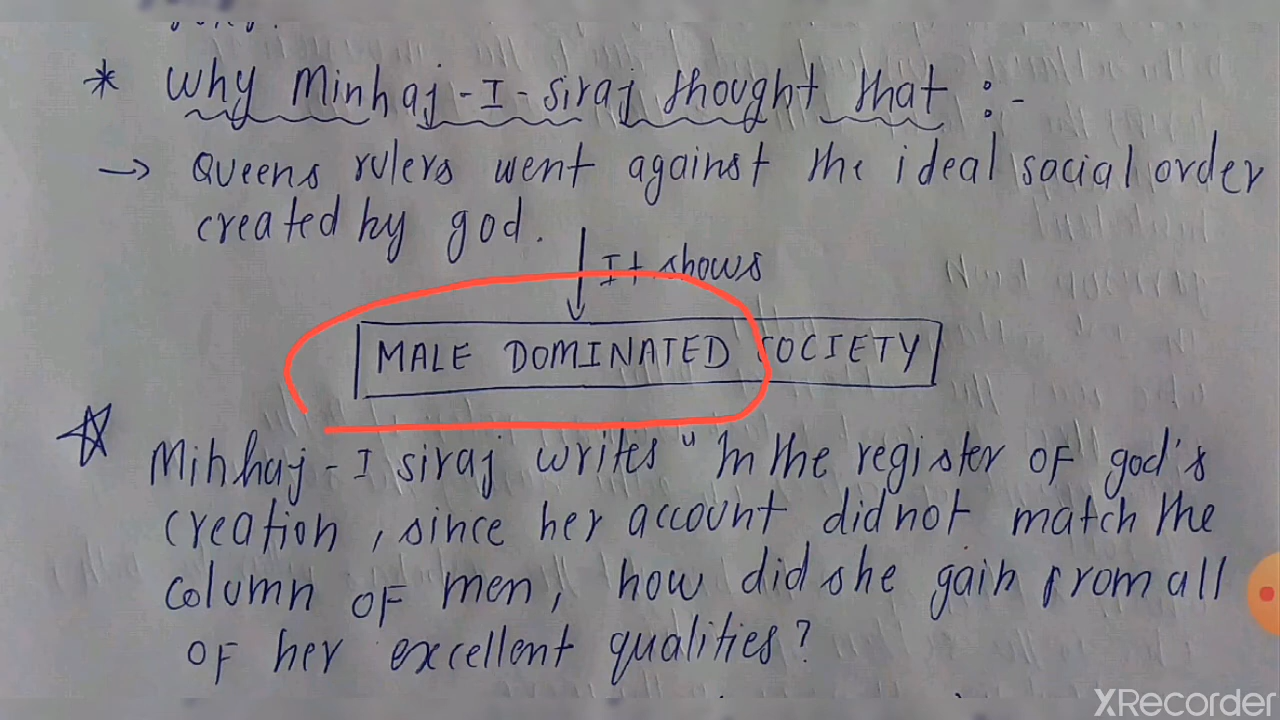 * Why Minhaj-I-siraj thought that :-
→ Queens rulers went against the ideal social order
created by god.
It shows
MALE DOMINATED SOCIETY
Minhaj-I siraj writes "In the register OF god's
creation, since her account did not match the
column OF men, how did she gain from all
OF her excellent qualities?
XRecorder